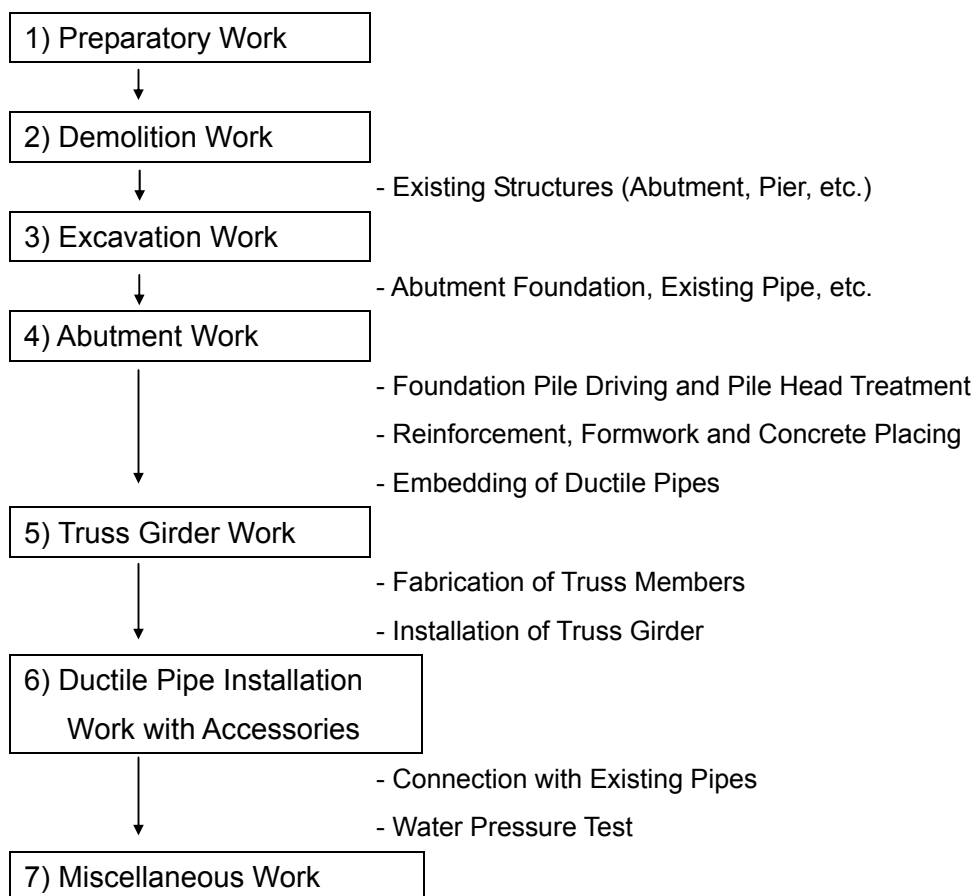 1) Preparatory Work
2) Demolition Work
- Existing Structures (Abutment, Pier, etc.)
3) Excavation Work
- Abutment Foundation, Existing Pipe, etc.
4) Abutment Work
- Foundation Pile Driving and Pile Head Treatment
- Reinforcement, Formwork and Concrete Placing
- Embedding of Ductile Pipes
5) Truss Girder Work
- Fabrication of Truss Members
- Installation of Truss Girder
6) Ductile Pipe Installation
Work with Accessories
- Connection with Existing Pipes
- Water Pressure Test
7) Miscellaneous Work